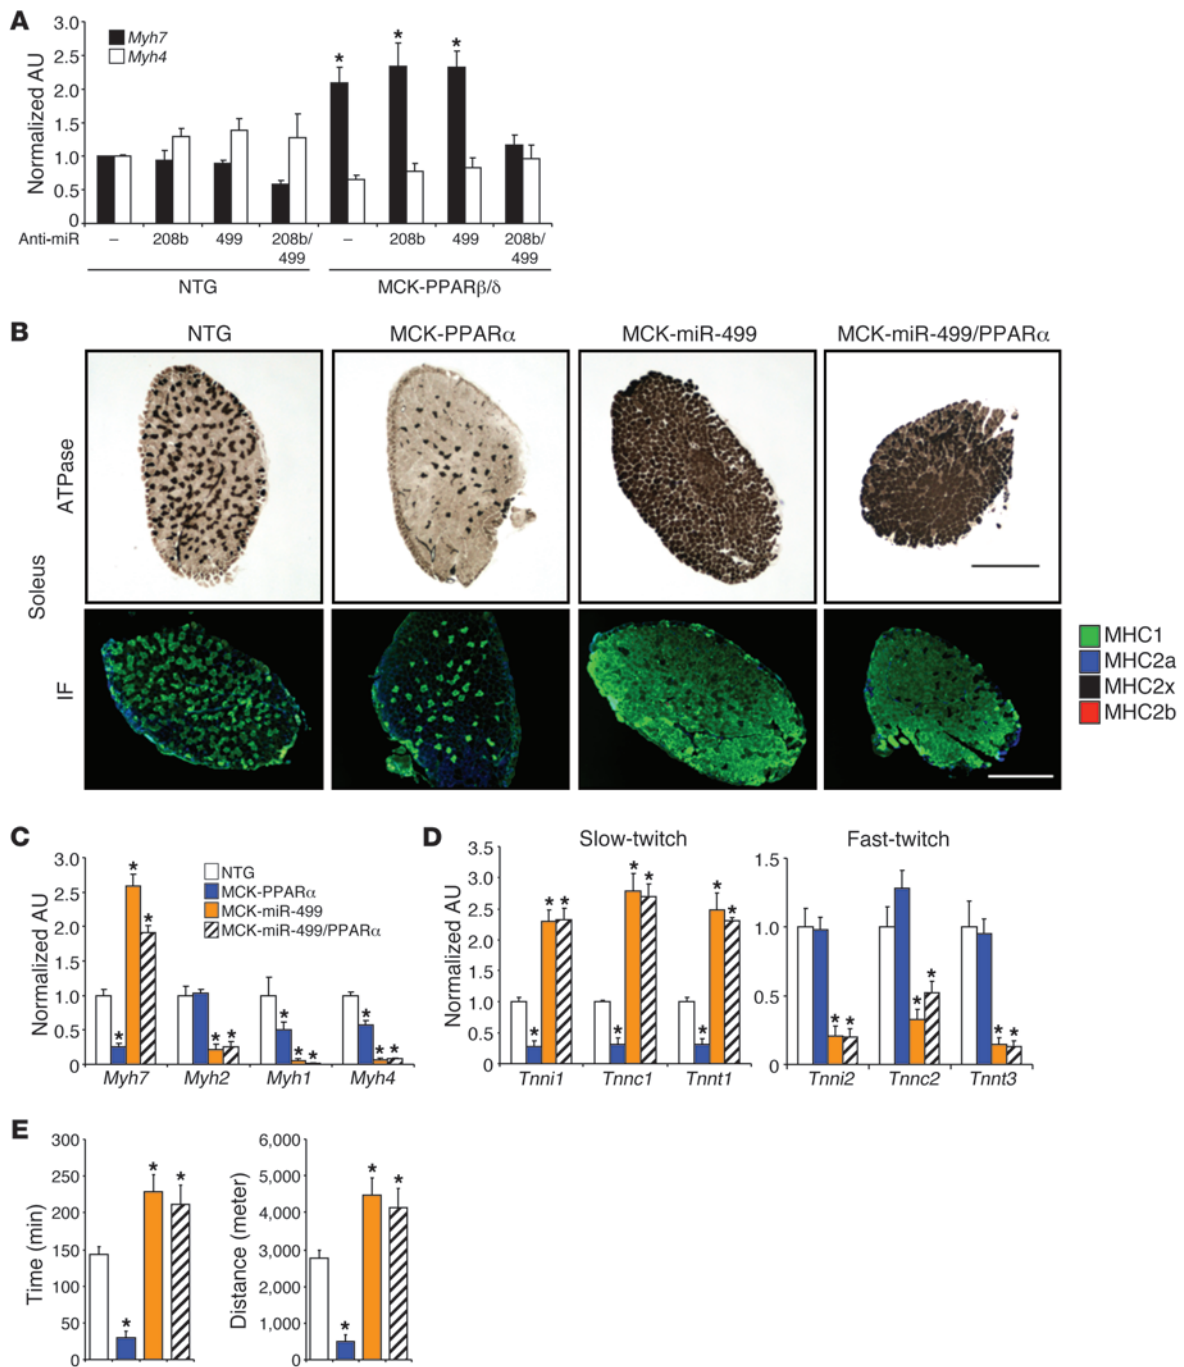 A
Normalized AU
3.0
2.5
2.0
1.5
1.0
0.5
0
Myh7
Myh4
* * *
Anti-miR – 208b 499 208b/ – 208b 499 208b/
499 499
NTG MCK-PPARβ/δ
B
NTG MCK-PPARα MCK-miR-499 MCK-miR-499/PPARα
Soleus
ATPase
IF
MHC1
MHC2a
MHC2x
MHC2b
C
Normalized AU
3.0
2.5
2.0
1.5
1.0
0.5
0
NTG
MCK-PPARα
MCK-miR-499
MCK-miR-499/PPARα
* * * * * * * * * * *
Myh7 Myh2 Myh1 Myh4
D
Slow-twitch
Normalized AU
3.5
3.0
2.5
2.0
1.5
1.0
0.5
0
* * * * * * * * *
Tnni1 Tnnc1 Tnnt1
Fast-twitch
1.5
1.0
0.5
0
* * * * * *
Tnni2 Tnnc2 Tnnt3
E
Time (min)
300
250
200
150
100
50
0
* * *
Distance (meter)
6,000
5,000
4,000
3,000
2,000
1,000
0
* * *